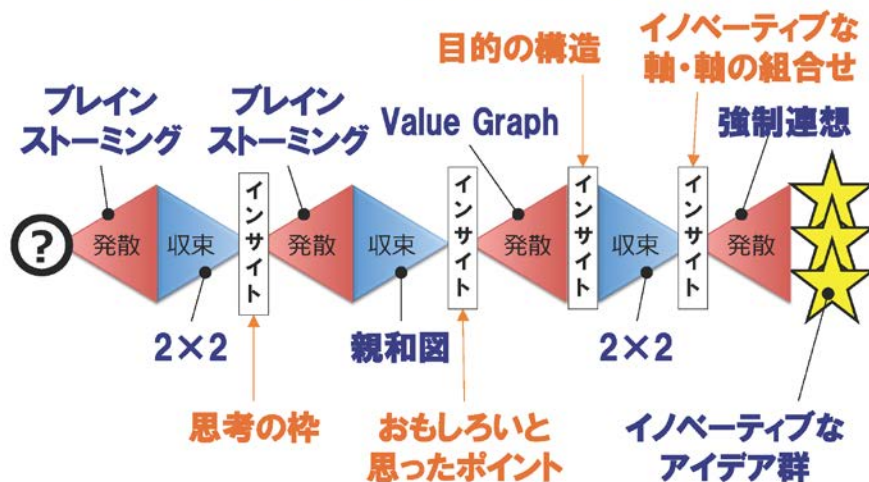 イノベーティブな
軸・軸の組合せ
目的の構造
ブレイン
ストーミング
ブレイン
ストーミング
Value Graph
強制連想
?
発散
収束
インサイト
発散
収束
インサイト
発散
インサイト
収束
インサイト
発散
2×2
親和図
2×2
思考の枠
おもしろいと
思ったポイント
イノベーティブな
アイデア群